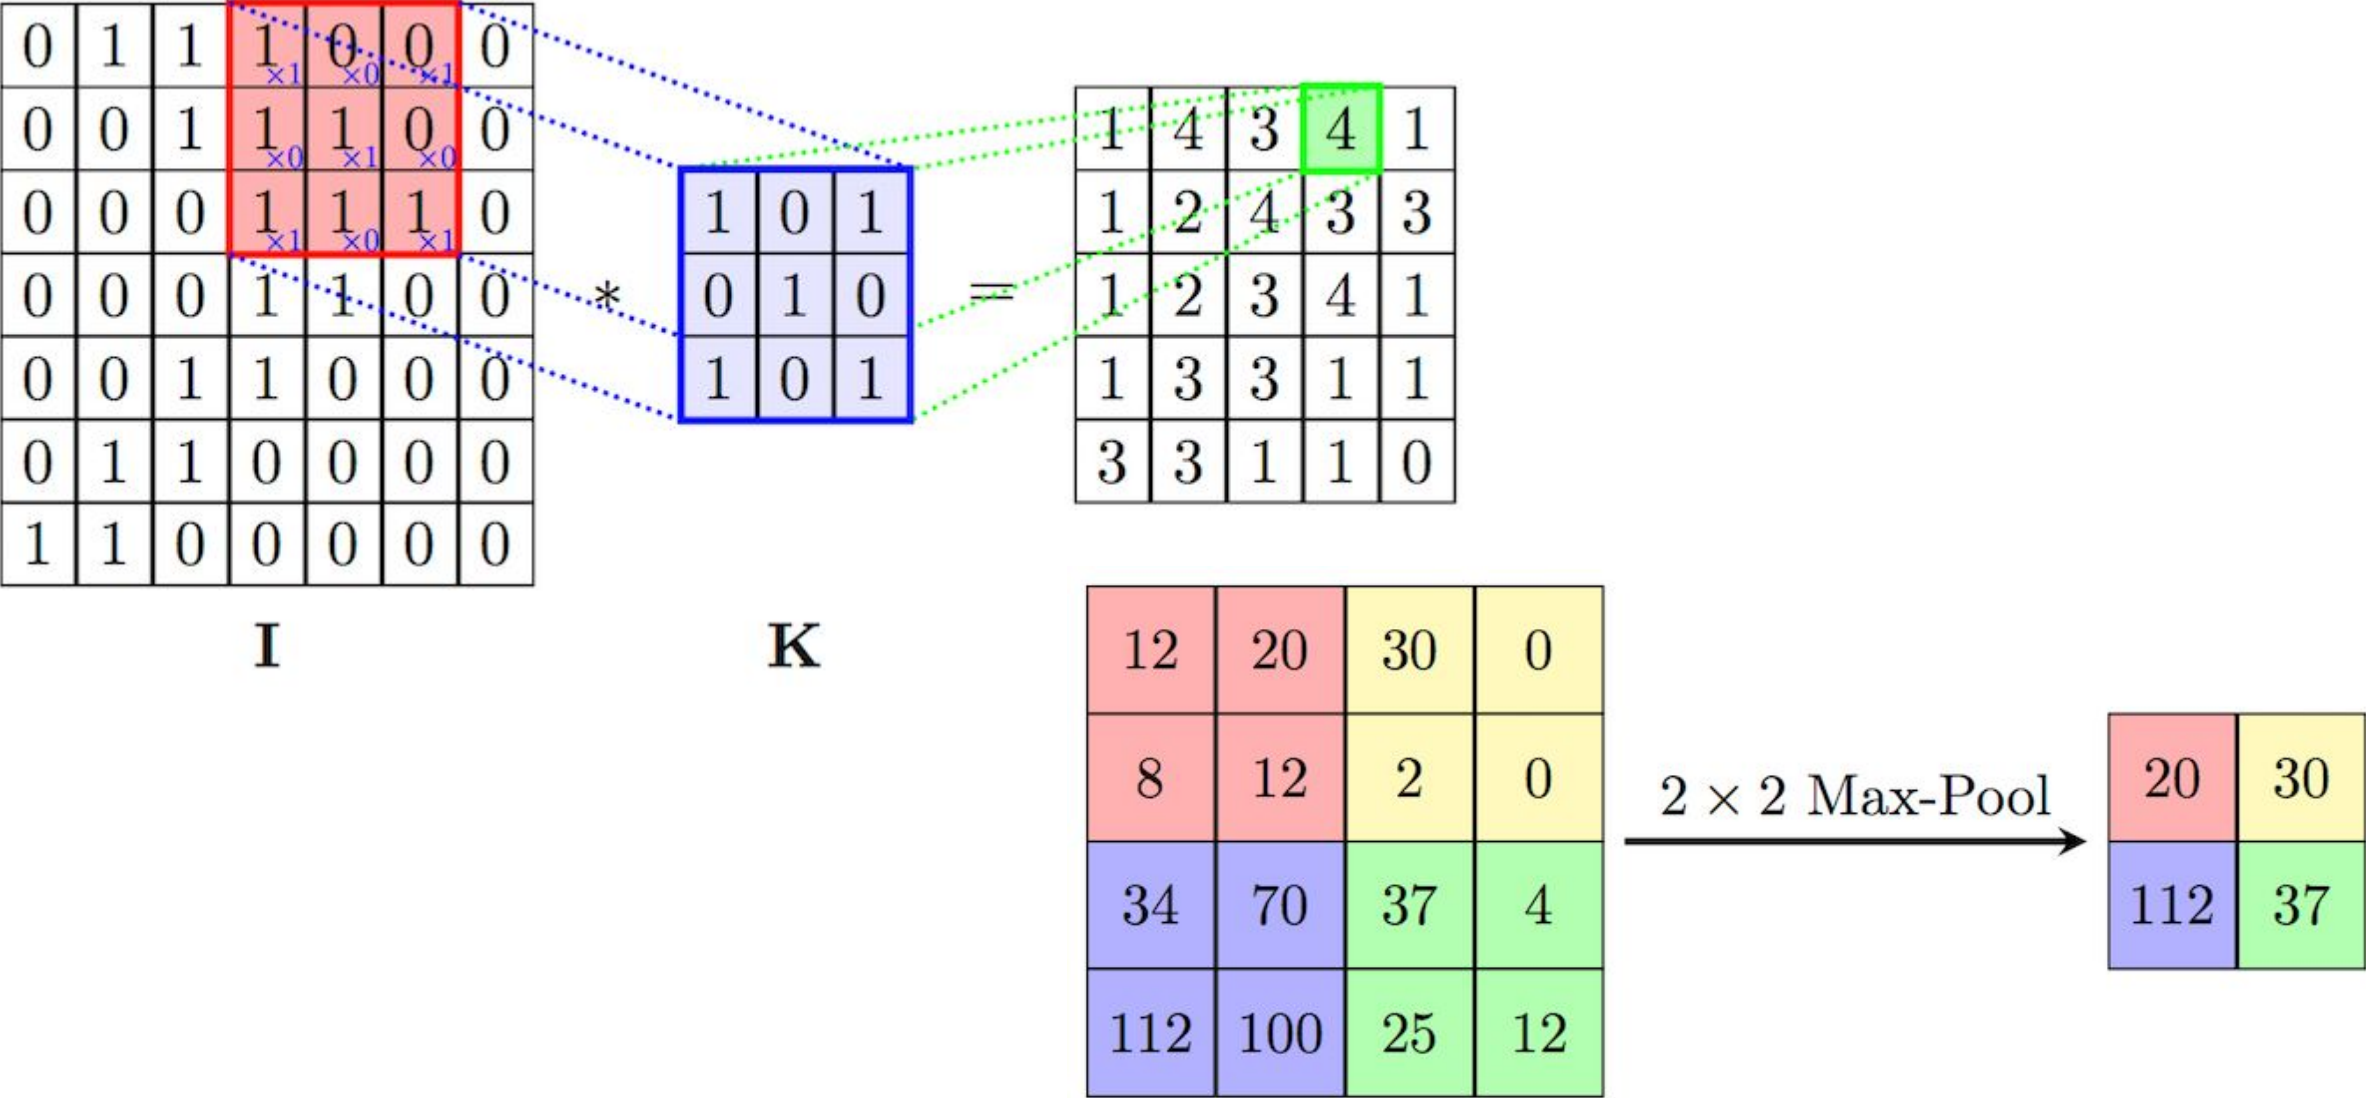 0 1 1 1 0 0 0
×1 ×0 ×1
0 0 1 1 1 0 0
×0 ×1 ×0
0 0 0 1 1 1 0
×1 ×0 ×1
0 0 0 1 1 0 0
0 0 1 1 0 0 0
0 1 1 0 0 0 0
1 1 0 0 0 0 0
I
*
1 0 1
0 1 0
1 0 1
K
=
1 4 3 4 1
1 2 4 3 3
1 2 3 4 1
1 3 3 1 1
3 3 1 1 0
12 20 30 0
8 12 2 0
34 70 37 4
112 100 25 12
2 × 2 Max-Pool
20 30
112 37